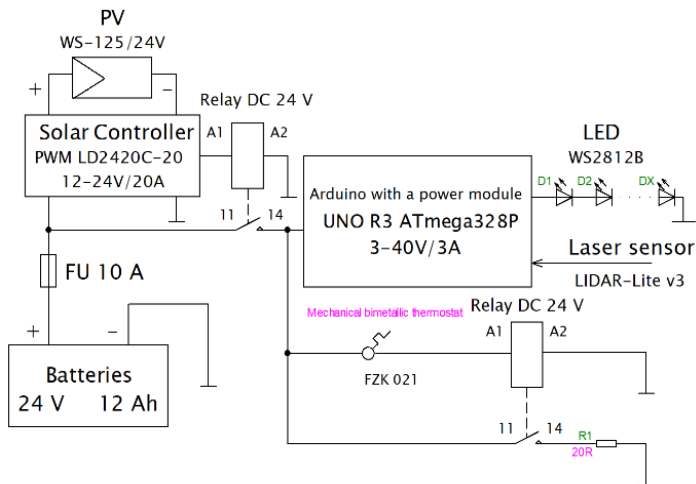 PV
WS-125/24V
+
−
Relay DC 24 V
Solar Controller
PWM LD2420C-20
12-24V/20A
A1
A2
LED
WS2812B
D1
D2
DX
Arduino with a power module
UNO R3 ATmega328P
3-40V/3A
11
14
Laser sensor
LIDAR-Lite v3
FU 10 A
Relay DC 24 V
Mechanical bimetallic thermostat
A1
A2
FZK 021
+
−
Batteries
24 V 12 Ah
11
14
R1
20R